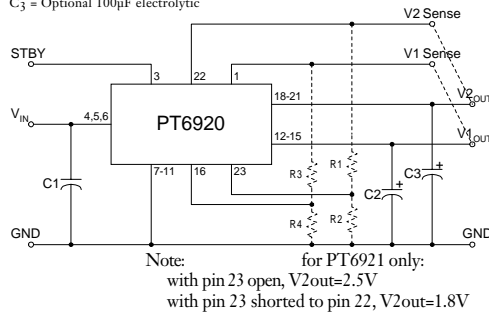 C3 = Optional 100µF electrolytic
V2 Sense
STBY
V1 Sense
3
22
1
18-21
V2OUT
VIN
4,5,6
PT6920
12-15
V1OUT
7-11
16
23
R3
R1
C1
C2
+
C3
+
R4
R2
GND
GND
Note: for PT6921 only:
with pin 23 open, V2out=2.5V
with pin 23 shorted to pin 22, V2out=1.8V